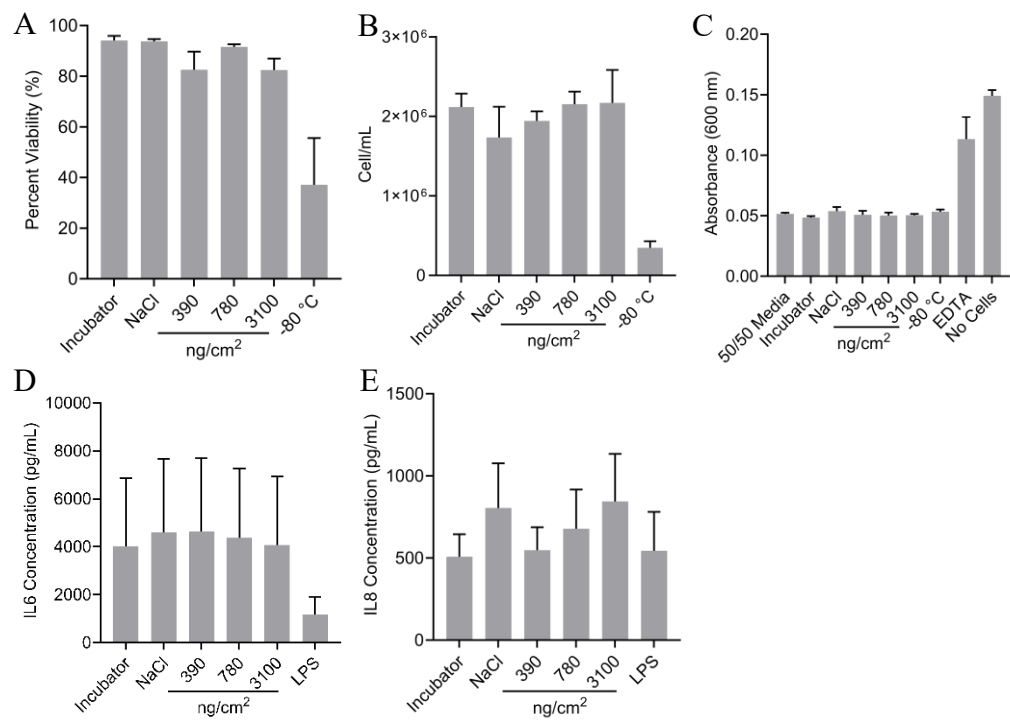 A
Percent Viability (%)
100
80
60
40
20
0
Incubator
NaCl
390
780
3100
-80 °C
ng/cm²
B
Cell/mL
3×10⁶
2×10⁶
1×10⁶
0
Incubator
NaCl
390
780
3100
-80 °C
ng/cm²
C
Absorbance (600 nm)
0.20
0.15
0.10
0.05
0.00
50/50 Media
Incubator
NaCl
390
780
3100
-80 °C
EDTA
No Cells
ng/cm²
D
IL6 Concentration (pg/mL)
10000
8000
6000
4000
2000
0
Incubator
NaCl
390
780
3100
LPS
ng/cm²
E
IL8 Concentration (pg/mL)
1500
1000
500
0
Incubator
NaCl
390
780
3100
LPS
ng/cm²